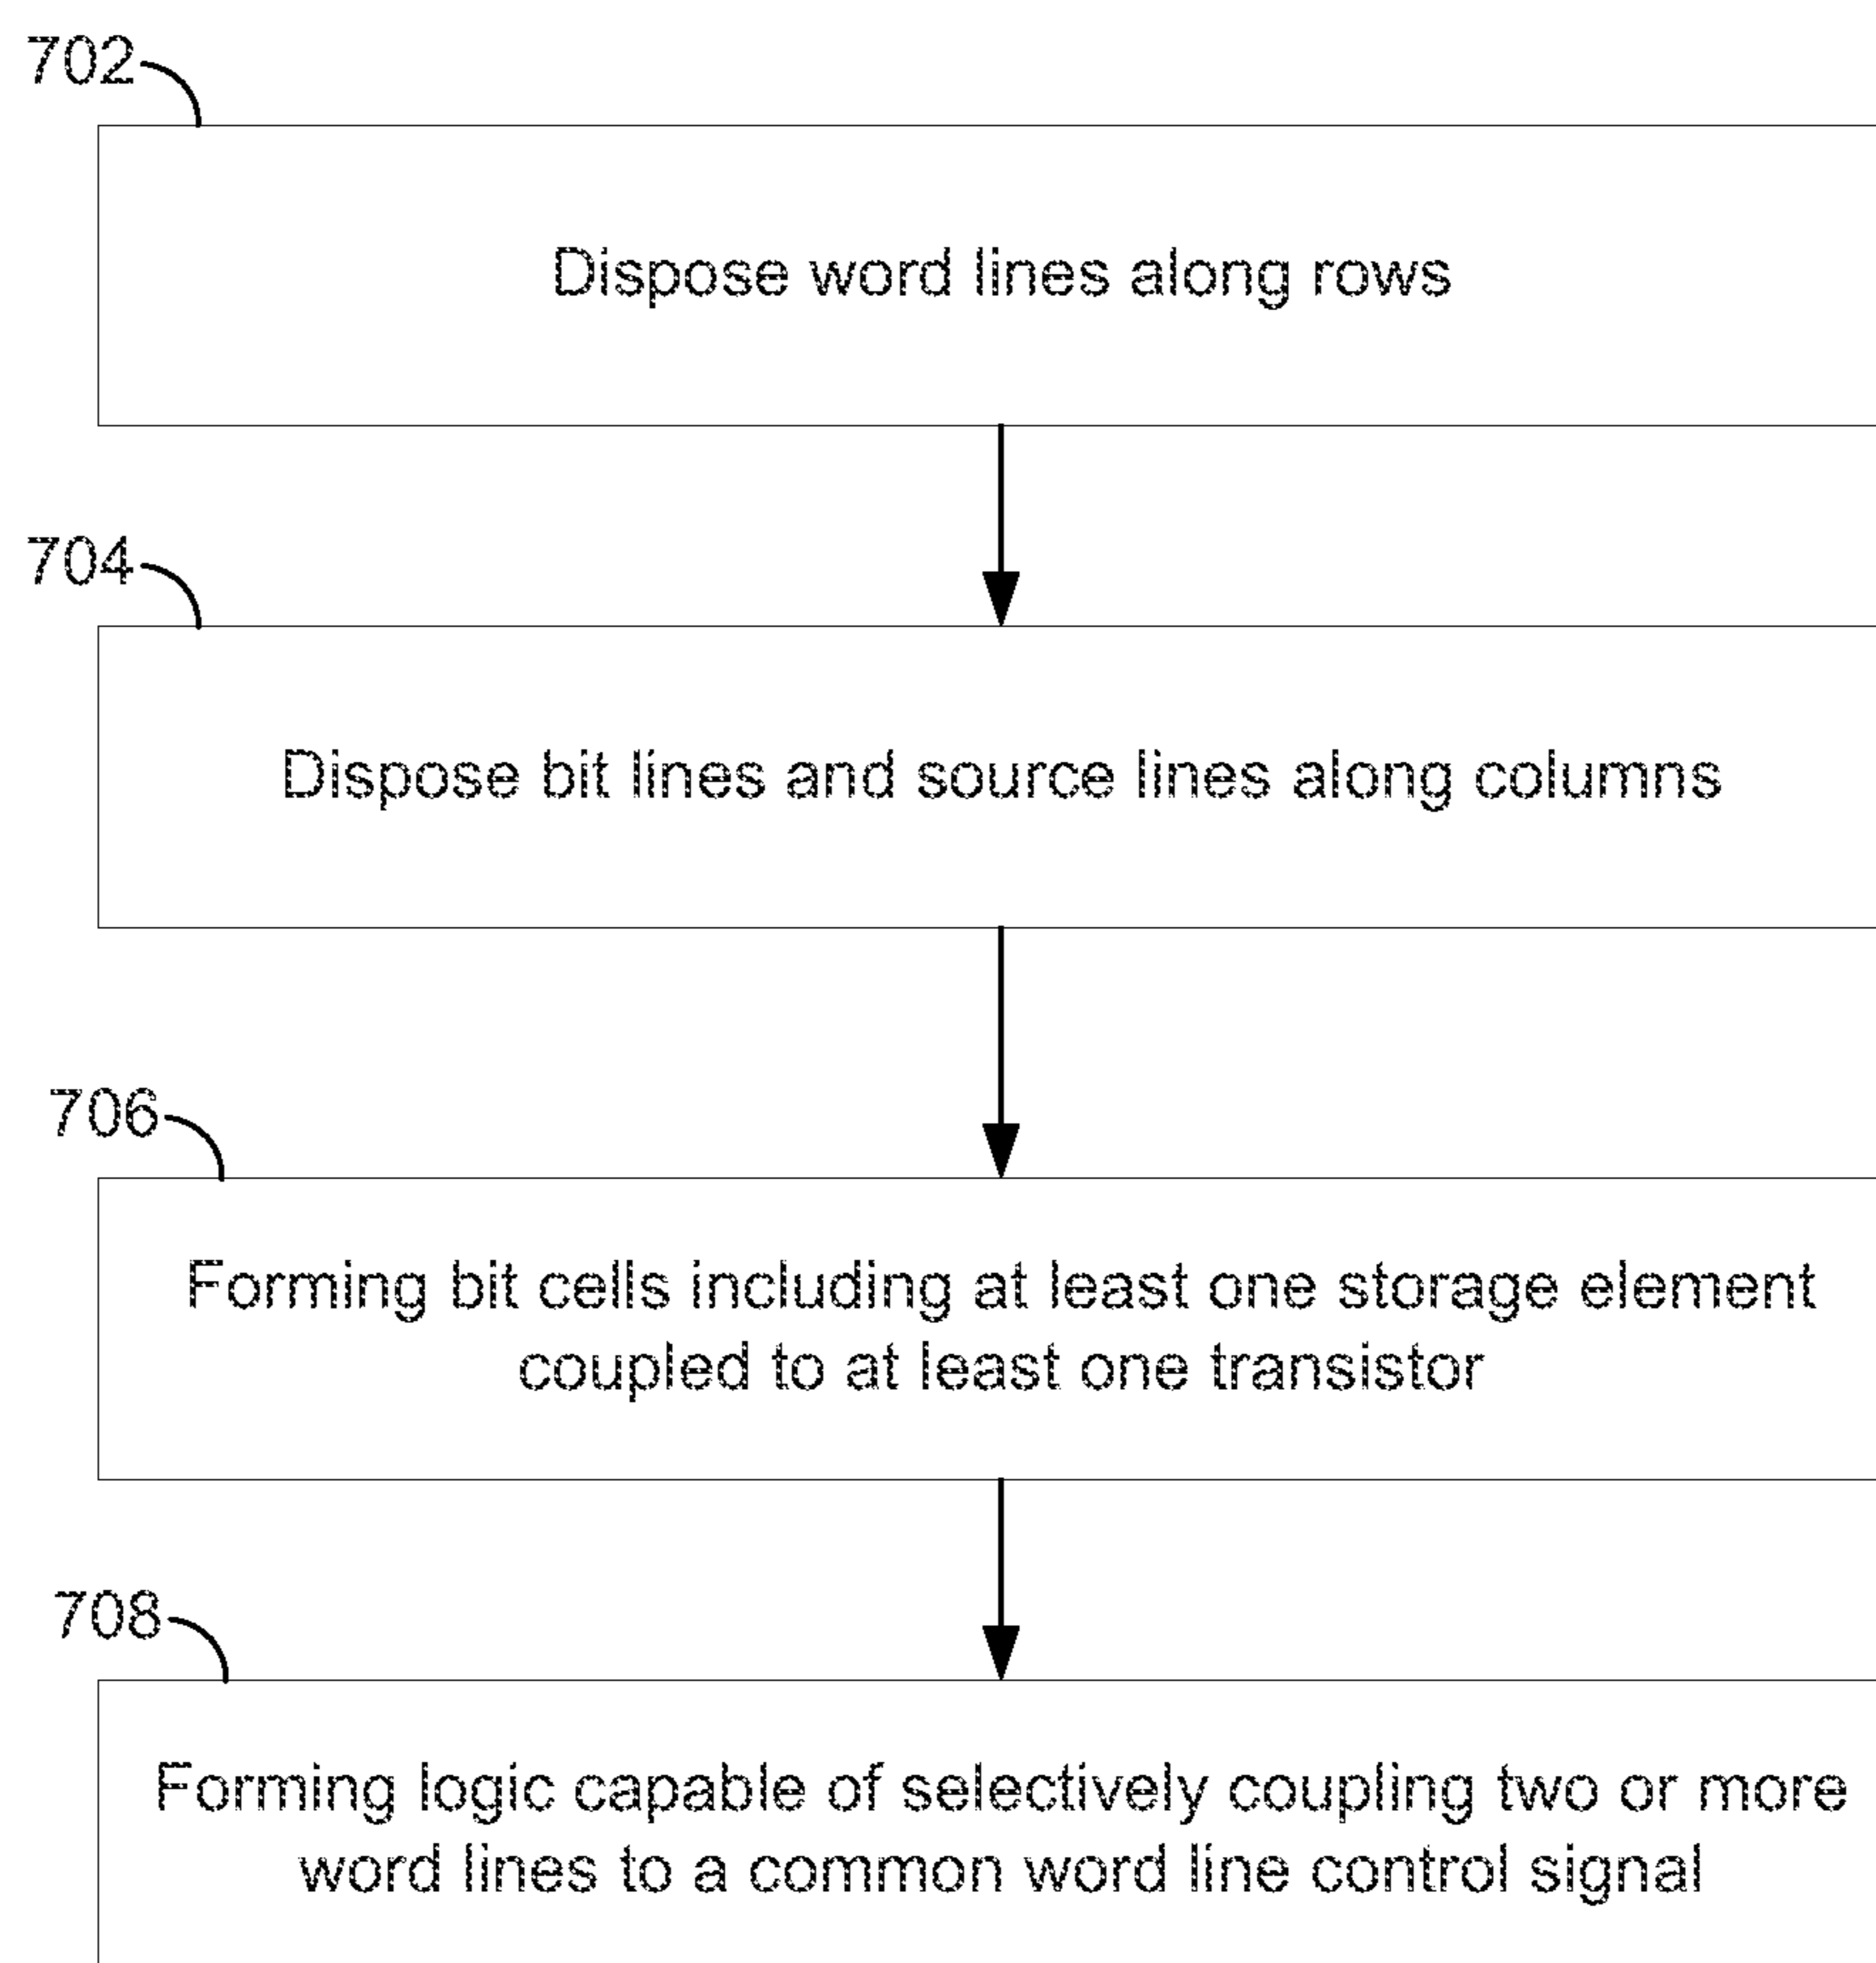 702
Dispose word lines along rows
704
Dispose bit lines and source lines along columns
706
Forming bit cells including at least one storage element
coupled to at least one transistor
708
Forming logic capable of selectively coupling two or more
word lines to a common word line control signal